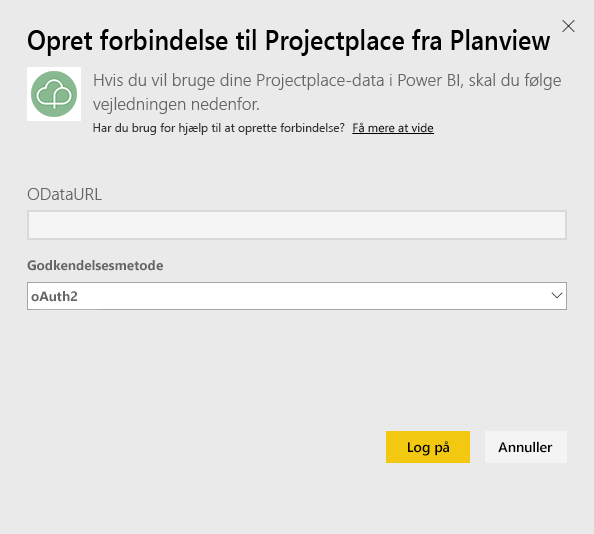 Opret forbindelse til Projectplace fra Planview
Hvis du vil bruge dine Projectplace-data i Power BI, skal du følge
vejledningen nedenfor.
Har du brug for hjælp til at oprette forbindelse? Få mere at vide
ODataURL
Godkendelsesmetode
oAuth2
Log på
Annuller